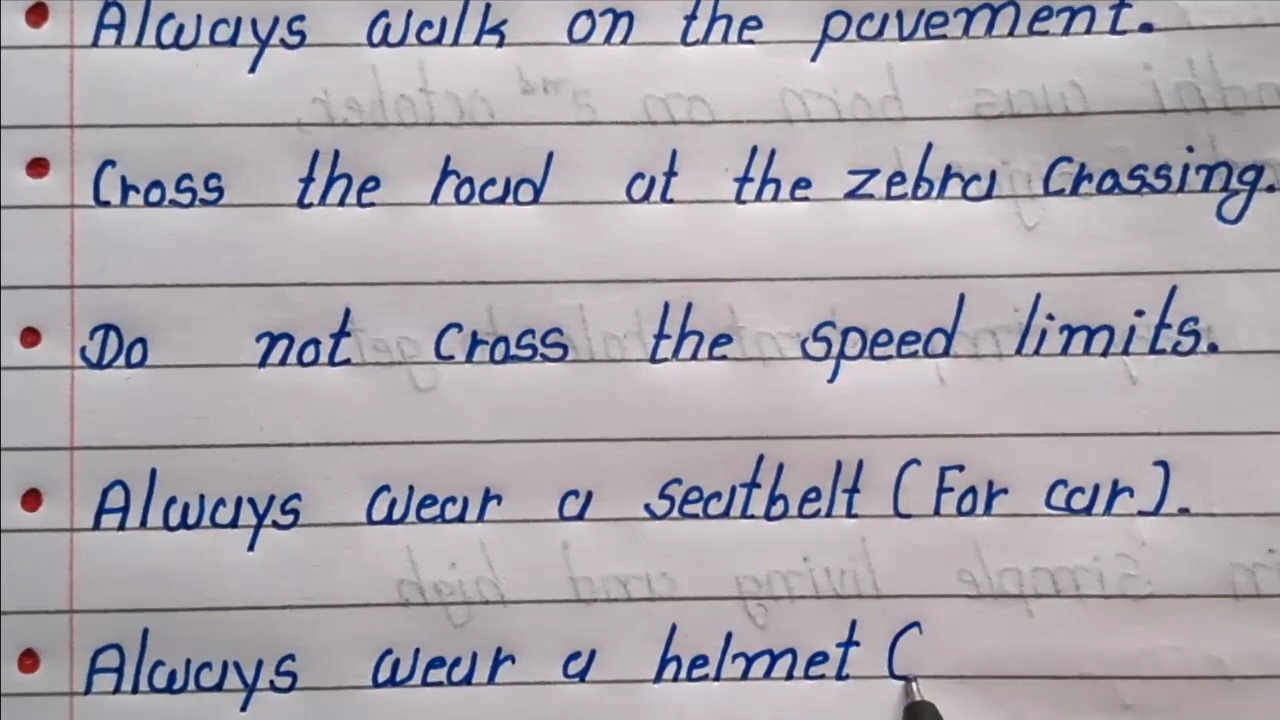 • Always walk on the pavement.
• Cross the road at the zebra crossing.
• Do not cross the speed limits.
• Always wear a seatbelt (For car).
• Always wear a helmet (